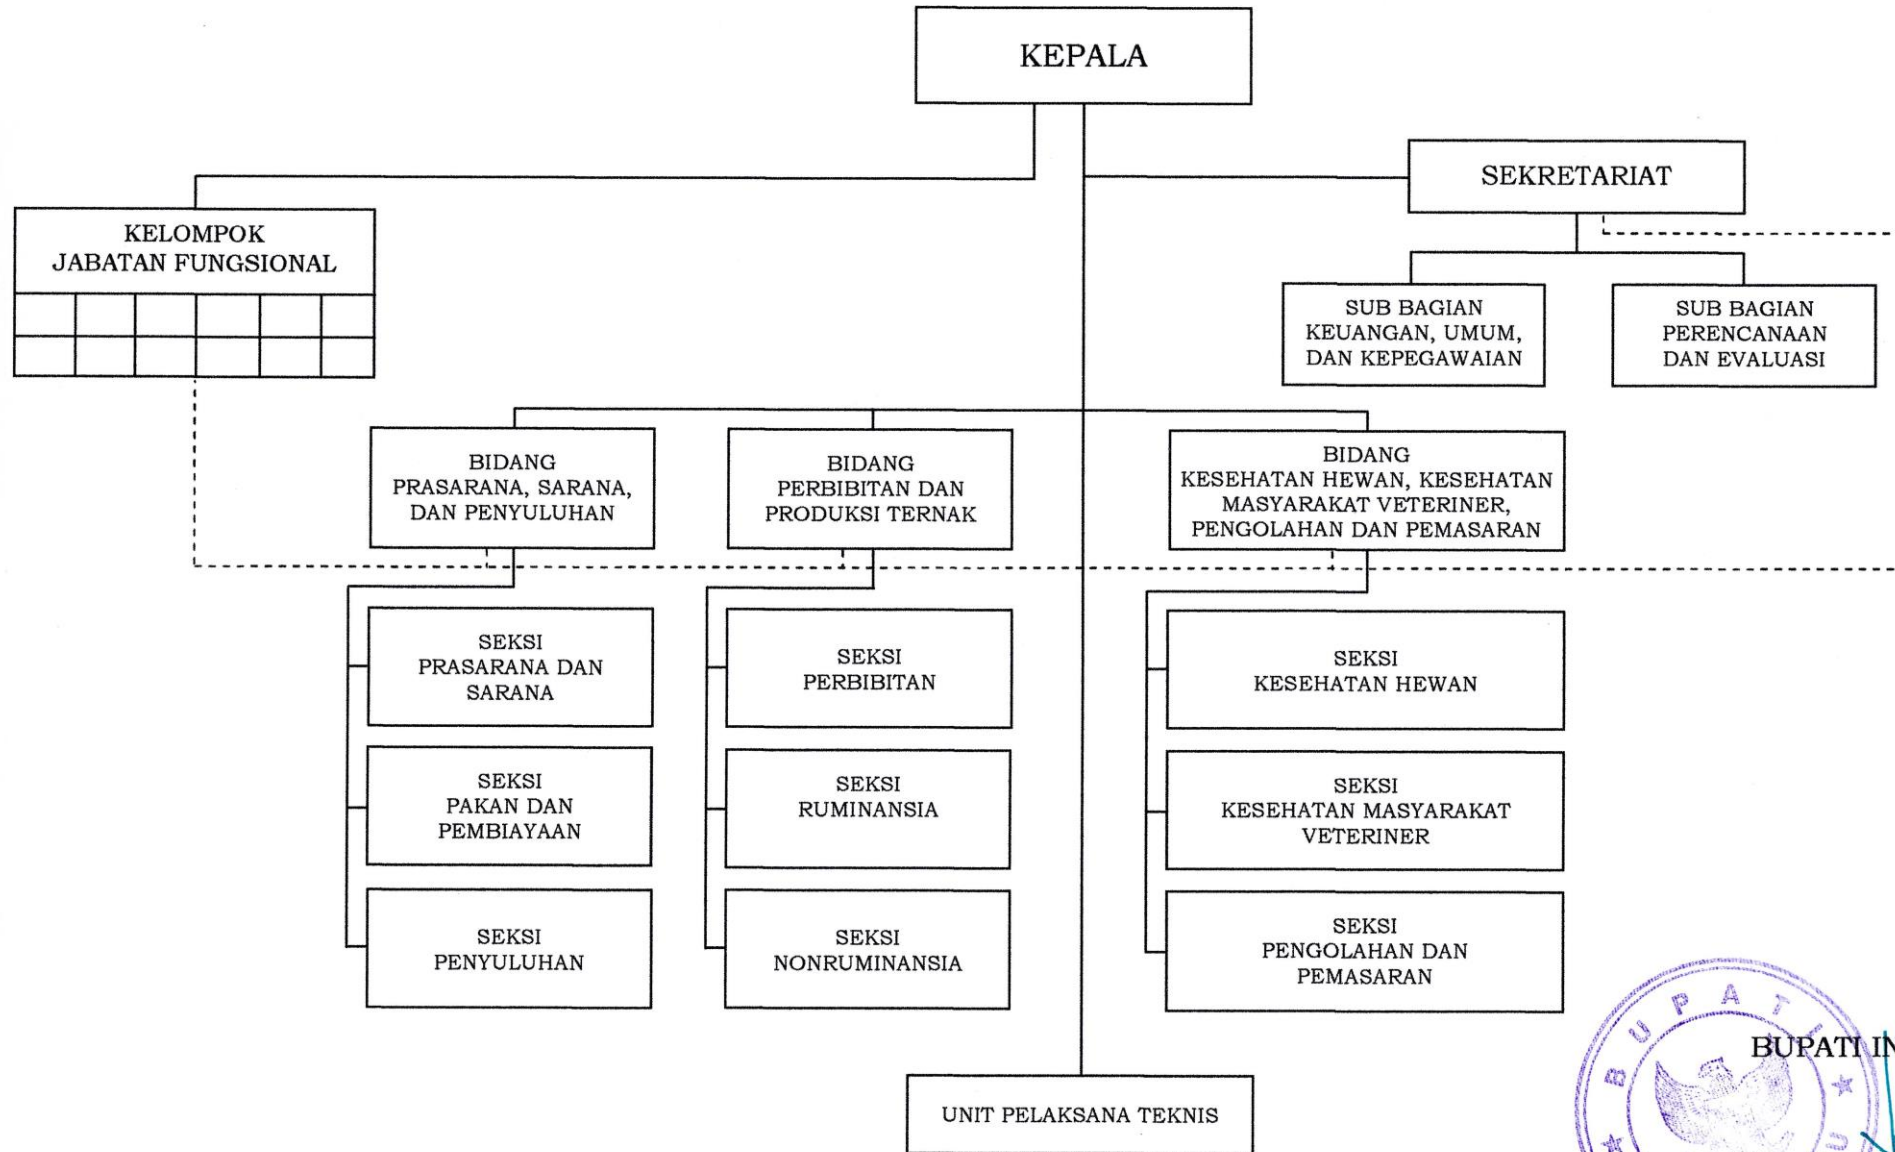 KEPALA
SEKRETARIAT
KELOMPOK
JABATAN FUNGSIONAL
SUB BAGIAN
KEUANGAN, UMUM,
DAN KEPEGAWAIAN
SUB BAGIAN
PERENCANAAN
DAN EVALUASI
BIDANG
PRASARANA, SARANA,
DAN PENYULUHAN
BIDANG
PERBIBITAN DAN
PRODUKSI TERNAK
BIDANG
KESEHATAN HEWAN, KESEHATAN
MASYARAKAT VETERINER,
PENGOLAHAN DAN PEMASARAN
SEKSI
PRASARANA DAN
SARANA
SEKSI
PERBIBITAN
SEKSI
KESEHATAN HEWAN
SEKSI
PAKAN DAN
PEMBIAYAAN
SEKSI
RUMINANSIA
SEKSI
KESEHATAN MASYARAKAT
VETERINER
SEKSI
PENYULUHAN
SEKSI
NONRUMINANSIA
SEKSI
PENGOLAHAN DAN
PEMASARAN
UNIT PELAKSANA TEKNIS
BUPATI
BUPATI IN